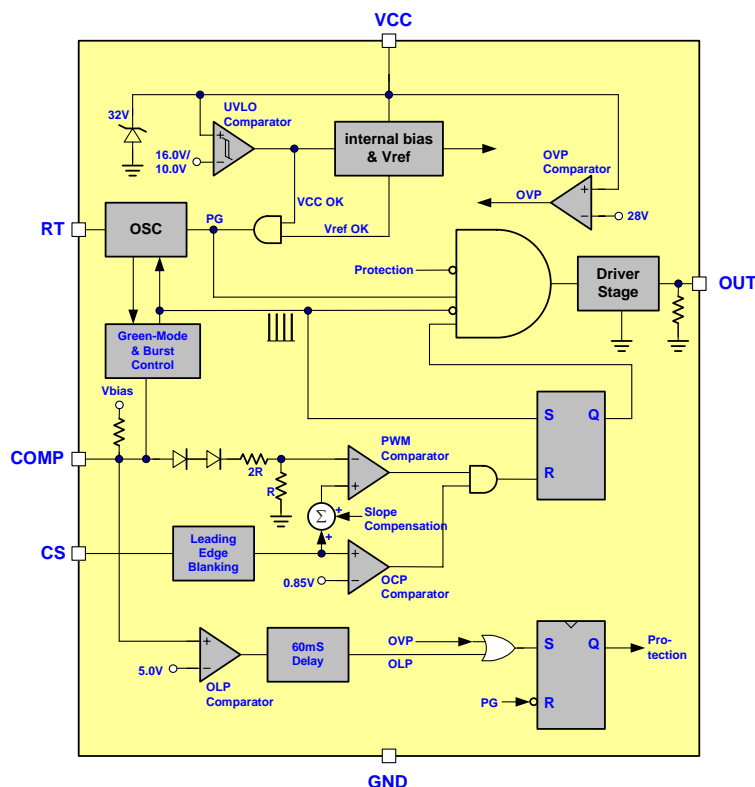 VCC
32V
UVLO
Comparator
16.0V/
10.0V
internal bias
& Vref
OVP
Comparator
OVP
28V
VCC OK
Vref OK
PG
RT
OSC
Protection
Driver
Stage
OUT
Green-Mode
& Burst
Control
Vbias
COMP
2R
R
PWM
Comparator
S
Q
R
+
Σ
+
Slope
Compensation
CS
Leading
Edge
Blanking
0.85V
OCP
Comparator
5.0V
OLP
Comparator
60mS
Delay
OVP
OLP
PG
S
Q
R
Pro-
tection
GND